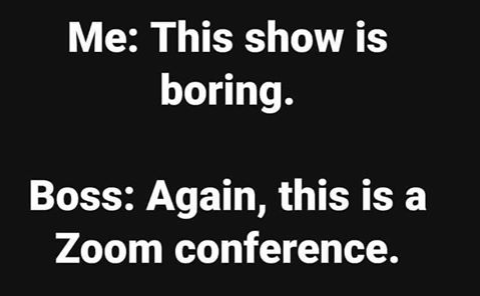 Me: This show is
boring.
Boss: Again, this is a
Zoom conference.